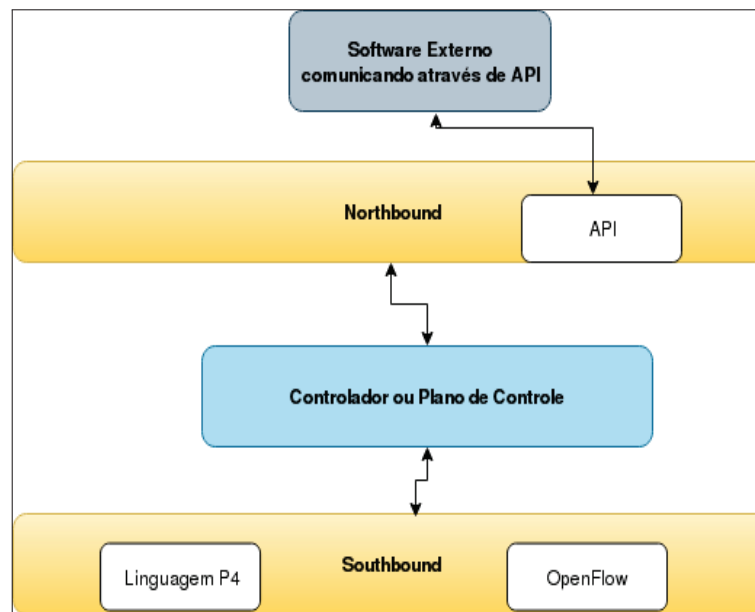 Software Externo
comunicando através de API
Northbound
API
Controlador ou Plano de Controle
Linguagem P4
Southbound
OpenFlow